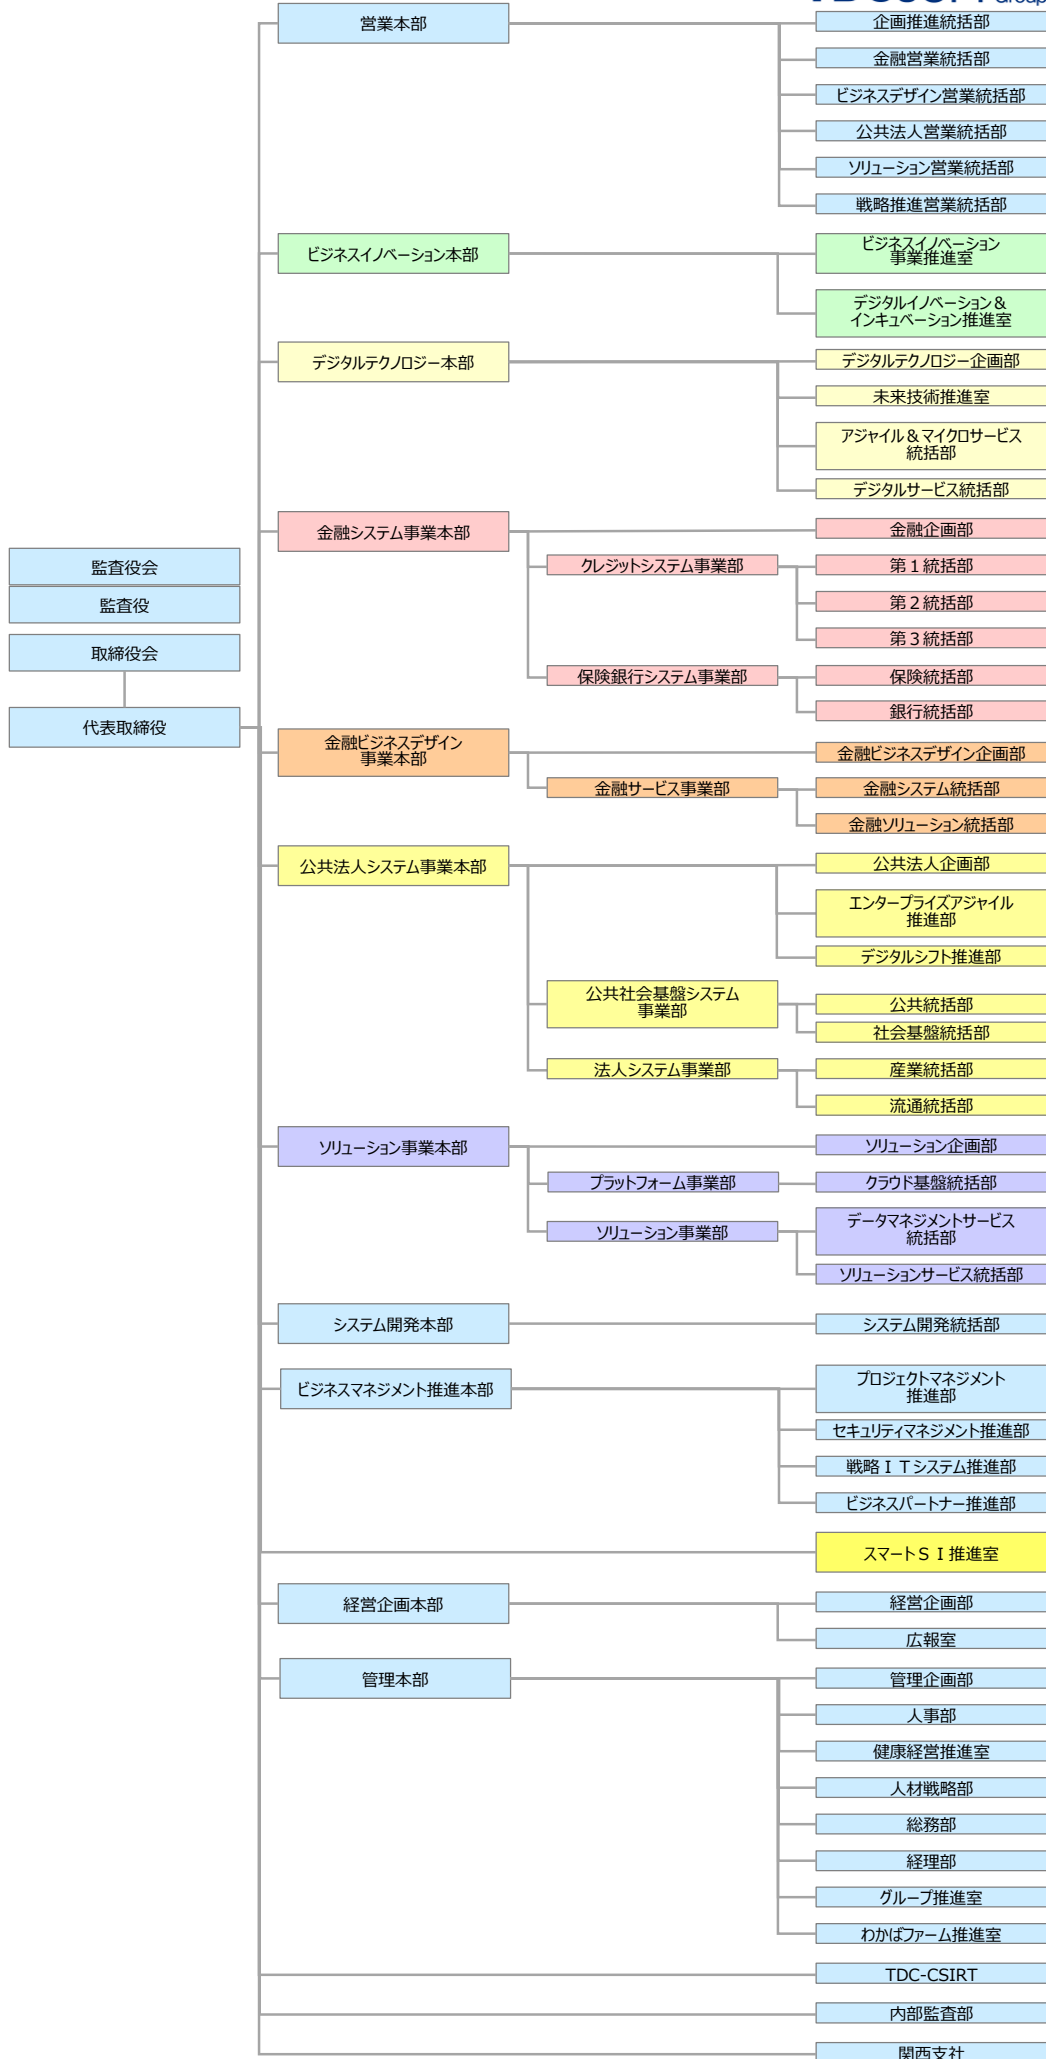 営業本部
企画推進統括部
金融営業統括部
ビジネスデザイン営業統括部
公共法人営業統括部
ソリューション営業統括部
戦略推進営業統括部
ビジネスイノベーション本部
ビジネスイノベーション
事業推進室
デジタルイノベーション＆
インキュベーション推進室
デジタルテクノロジー本部
デジタルテクノロジー企画部
未来技術推進室
アジャイル＆マイクロサービス
統括部
デジタルサービス統括部
金融システム事業本部
金融企画部
クレジットシステム事業部
第１統括部
第２統括部
第３統括部
保険銀行システム事業部
保険統括部
銀行統括部
監査役会
監査役
取締役会
代表取締役
金融ビジネスデザイン
事業本部
金融ビジネスデザイン企画部
金融サービス事業部
金融システム統括部
金融ソリューション統括部
公共法人システム事業本部
公共法人企画部
エンタープライズアジャイル
推進部
デジタルシフト推進部
公共社会基盤システム
事業部
公共統括部
社会基盤統括部
法人システム事業部
産業統括部
流通統括部
ソリューション事業本部
ソリューション企画部
プラットフォーム事業部
クラウド基盤統括部
ソリューション事業部
データマネジメントサービス
統括部
ソリューションサービス統括部
システム開発本部
システム開発統括部
ビジネスマネジメント推進本部
プロジェクトマネジメント
推進部
セキュリティマネジメント推進部
戦略ＩＴシステム推進部
ビジネスパートナー推進部
スマートＳＩ推進室
経営企画本部
経営企画部
広報室
管理本部
管理企画部
人事部
健康経営推進室
人材戦略部
総務部
経理部
グループ推進室
わかばファーム推進室
TDC-CSIRT
内部監査部
関西支社